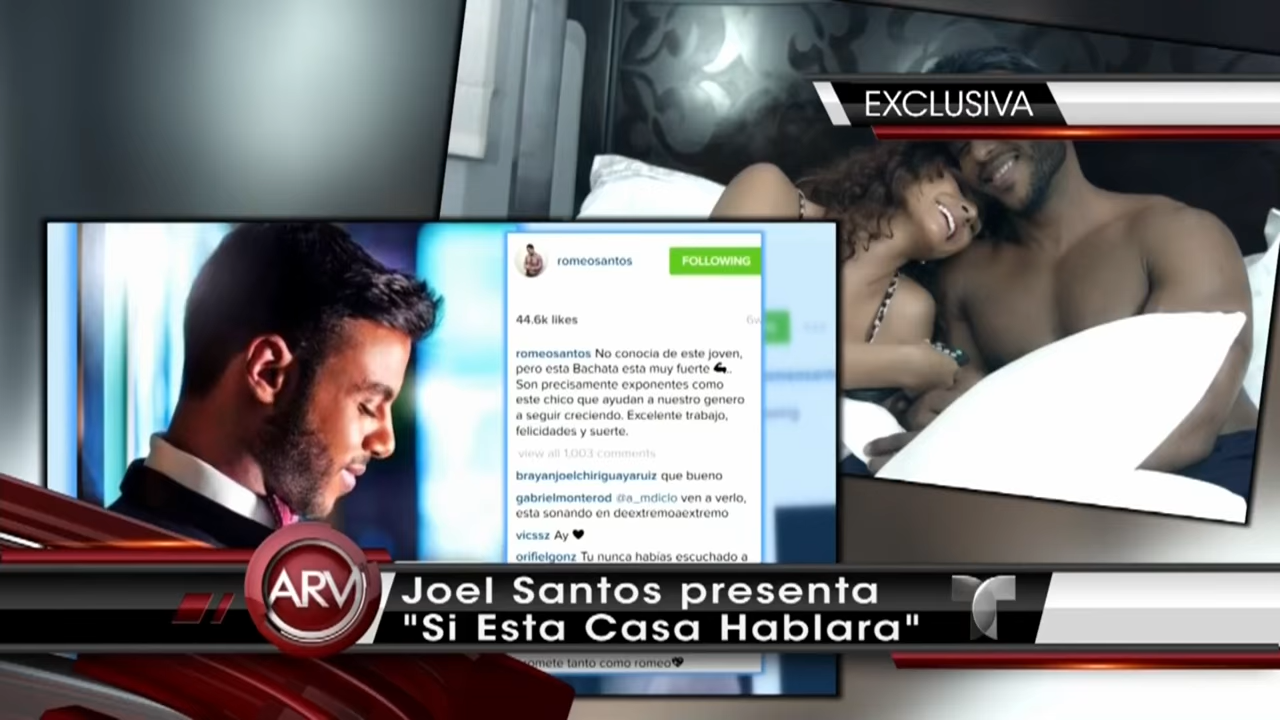 EXCLUSIVA
romeosantos
FOLLOWING
44.6k likes
6w
romeosantos No conocia de este joven,
pero esta Bachata esta muy fuerte 💪..
Son precisamente exponentes como
este chico que ayudan a nuestro genero
a seguir creciendo. Excelente trabajo,
felicidades y suerte.
view all 1,003 comments
brayanjoelchiriguayaruiz que bueno
gabrielmonterod @a_mdiclo ven a verlo,
esta sonando en deextremoaextremo
vicssz Ay 🖤
orifielgonz Tu nunca habías escuchado a
ARV
Joel Santos presenta
"Si Esta Casa Hablara"
tanto como romeo💖